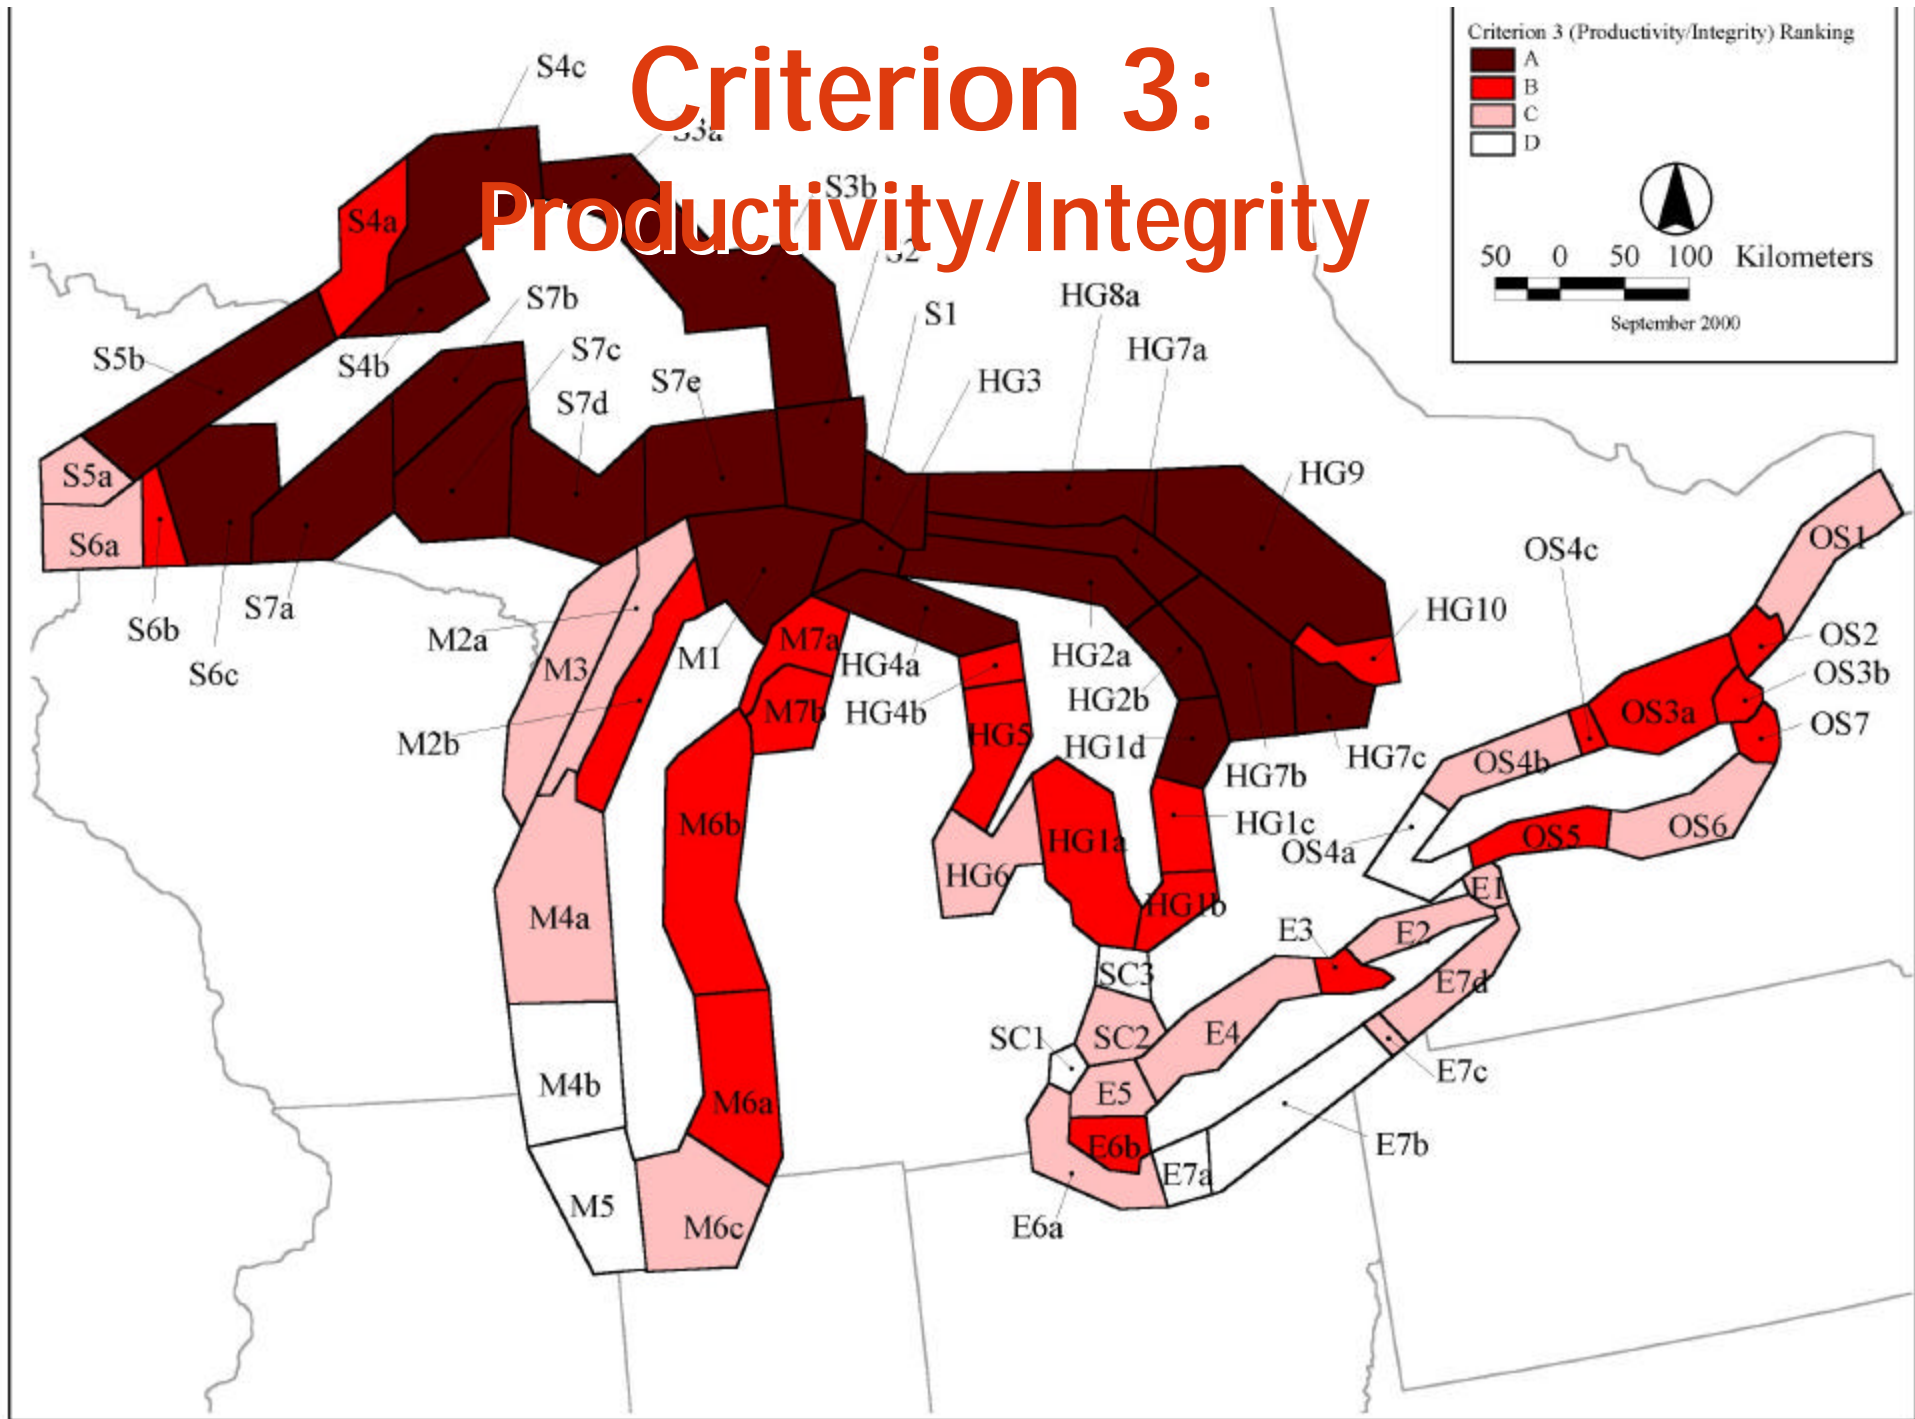 Criterion 3:
Productivity/Integrity
Criterion 3 (Productivity/Integrity) Ranking
A
B
C
D
50 0 50 100 Kilometers
September 2000
S4c
S3a
S3b
S2
S4a
S7b
S1
HG8a
S5b
S4b
S7c
S7e
HG3
HG7a
S7d
S5a
HG9
S6a
OS1
OS4c
S6b
S7a
HG10
M2a
M1
M7a
HG4a
HG2a
OS2
S6c
M3
OS3b
HG2b
M2b
M7b
HG4b
OS3a
OS7
HG5
HG1d
HG7b
HG7c
OS4b
M6b
HG1a
HG1c
OS4a
OS5
OS6
HG6
E1
M4a
HG1b
E3
E2
SC3
E7d
SC1
SC2
E4
M4b
E5
E7c
M6a
E6b
E7b
E7a
M5
M6c
E6a